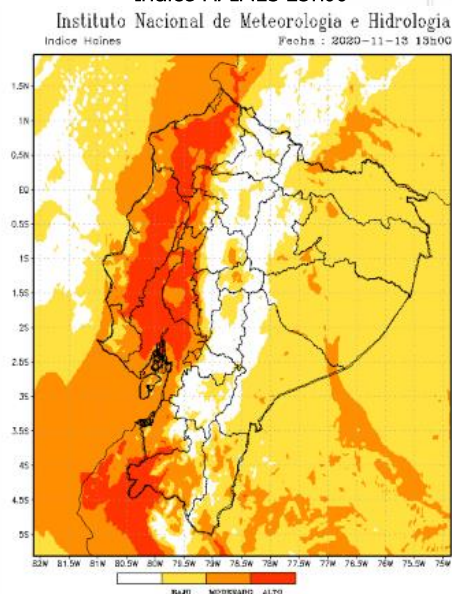 Instituto Nacional de Meteorologia e Hidrologia
Indice Haines
Fecha : 2020-11-13 13h00
1.5N
1N
0.5N
EQ
0.5S
1S
1.5S
2S
2.5S
3S
3.5S
4S
4.5S
5S
82W 81.5W 81W 80.5W 80W 79.5W 79W 78.5W 78W 77.5W 77W 76.5W 76W 75.5W 75W
BAJO MODERADO ALTO